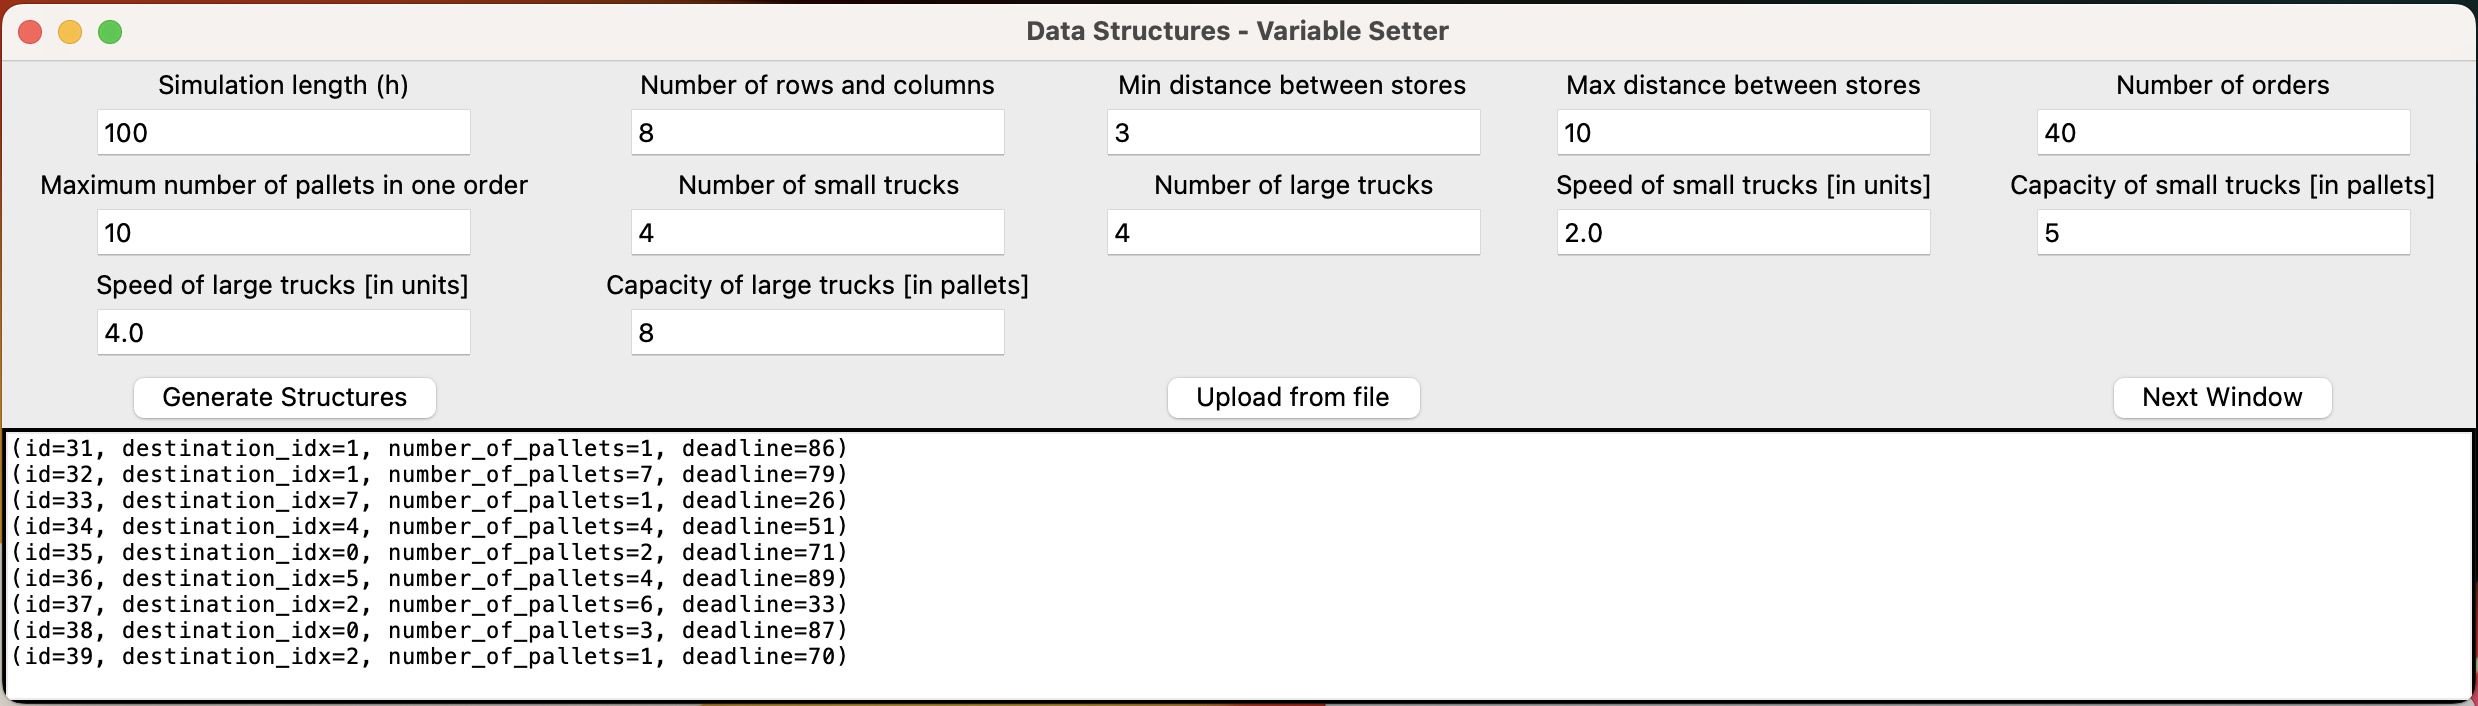 Data Structures - Variable Setter
Simulation length (h) Number of rows and columns Min distance between stores Max distance between stores Number of orders
100 8 3 10 40
Maximum number of pallets in one order Number of small trucks Number of large trucks Speed of small trucks [in units] Capacity of small trucks [in pallets]
10 4 4 2.0 5
Speed of large trucks [in units] Capacity of large trucks [in pallets]
4.0 8
Generate Structures Upload from file Next Window
(id=31, destination_idx=1, number_of_pallets=1, deadline=86)
(id=32, destination_idx=1, number_of_pallets=7, deadline=79)
(id=33, destination_idx=7, number_of_pallets=1, deadline=26)
(id=34, destination_idx=4, number_of_pallets=4, deadline=51)
(id=35, destination_idx=0, number_of_pallets=2, deadline=71)
(id=36, destination_idx=5, number_of_pallets=4, deadline=89)
(id=37, destination_idx=2, number_of_pallets=6, deadline=33)
(id=38, destination_idx=0, number_of_pallets=3, deadline=87)
(id=39, destination_idx=2, number_of_pallets=1, deadline=70)